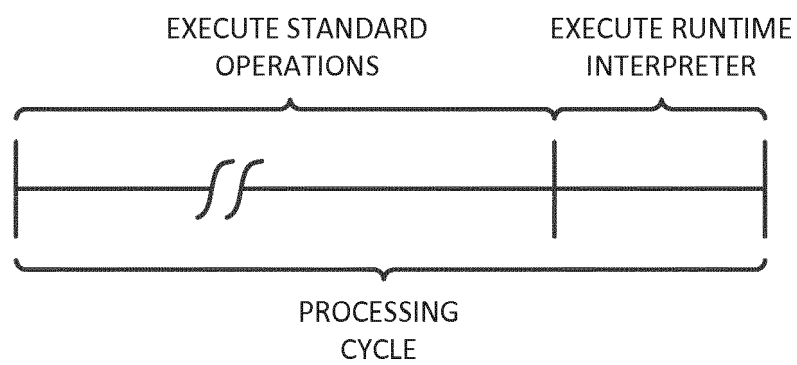 EXECUTE STANDARD
OPERATIONS
EXECUTE RUNTIME
INTERPRETER
PROCESSING
CYCLE